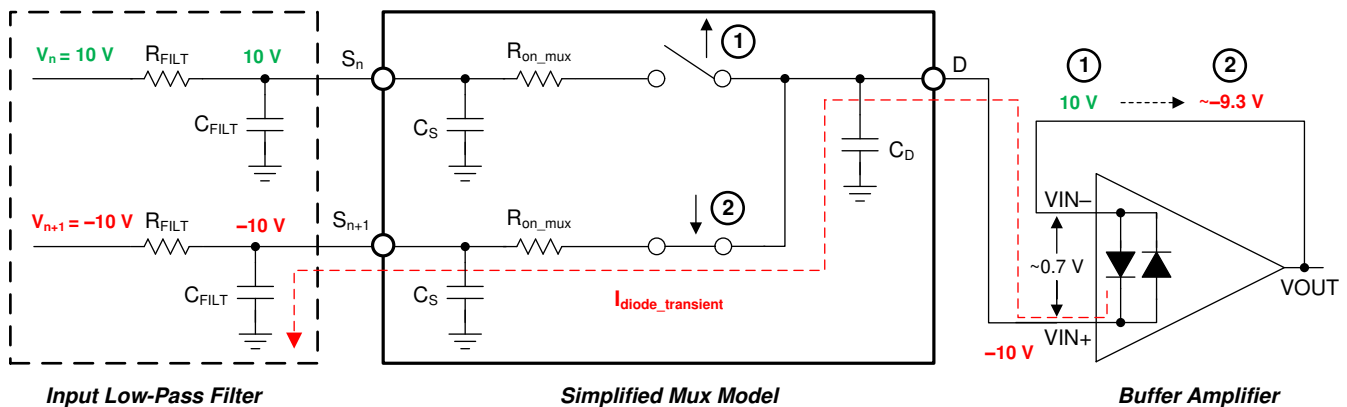 Vn = 10 V
RFILT
10 V
Sn
Ron_mux
1
D
1
2
10 V
~–9.3 V
CFILT
CS
CD
Vn+1 = –10 V
RFILT
–10 V
Sn+1
Ron_mux
2
VIN–
~0.7 V
CFILT
CS
Idiode_transient
VOUT
VIN+
–10 V
Input Low-Pass Filter
Simplified Mux Model
Buffer Amplifier